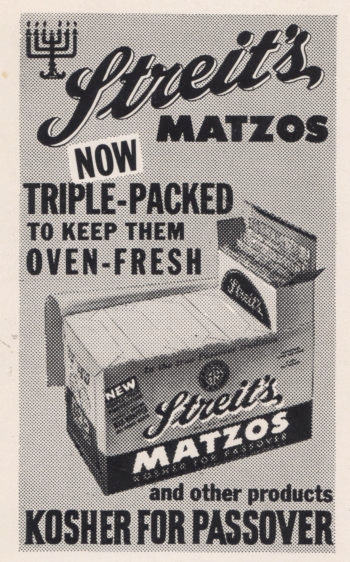 Streit's
MATZOS
NOW
TRIPLE-PACKED
TO KEEP THEM
OVEN-FRESH
Streit's
NEW
Streit's
MATZOS
KOSHER FOR PASSOVER
and other products
KOSHER FOR PASSOVER